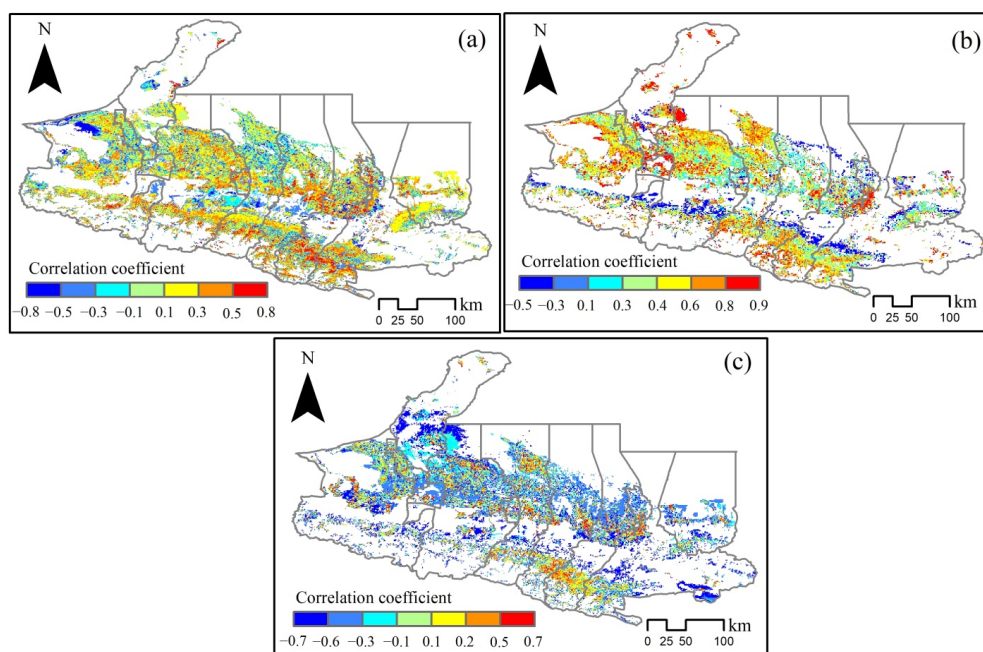 N
(a)
Correlation coefficient
−0.8 −0.5 −0.3 −0.1 0.1 0.3 0.5 0.8
km
0 25 50 100
N
(b)
Correlation coefficient
−0.5 −0.3 0.1 0.3 0.4 0.6 0.8 0.9
km
0 25 50 100
N
(c)
Correlation coefficient
−0.7 −0.6 −0.3 −0.1 0.1 0.2 0.5 0.7
km
0 25 50 100